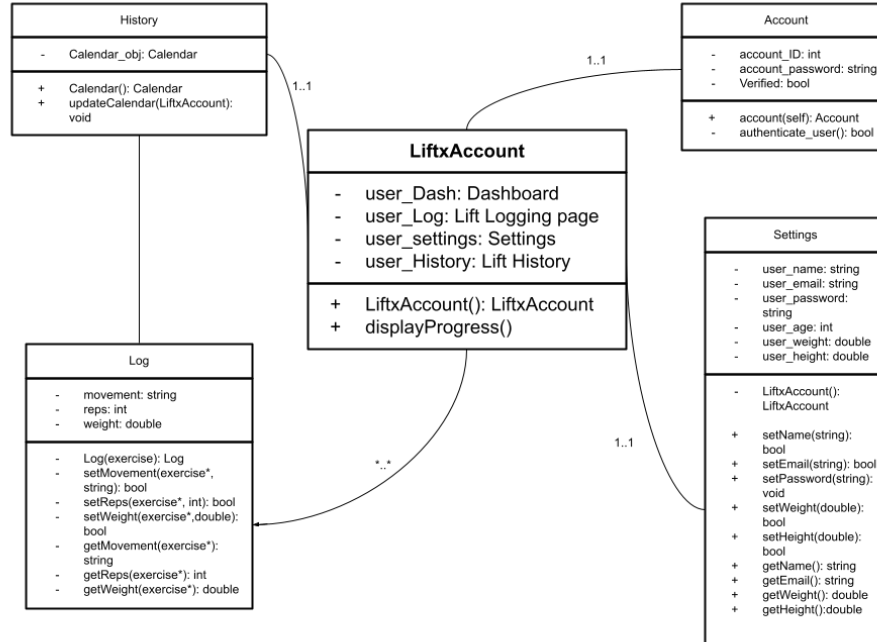 History
- Calendar_obj: Calendar
+ Calendar(): Calendar
+ updateCalendar(LiftxAccount):
void
1..1
1..1
Account
- account_ID: int
- account_password: string
- Verified: bool
+ account(self): Account
- authenticate_user(): bool
LiftxAccount
- user_Dash: Dashboard
- user_Log: Lift Logging page
- user_settings: Settings
- user_History: Lift History
+ LiftxAccount(): LiftxAccount
+ displayProgress()
Log
- movement: string
- reps: int
- weight: double
- Log(exercise): Log
- setMovement(exercise*,
string): bool
- setReps(exercise*, int): bool
- setWeight(exercise*,double):
bool
- getMovement(exercise*):
string
- getReps(exercise*): int
- getWeight(exercise*): double
*..*
1..1
Settings
- user_name: string
- user_email: string
- user_password:
string
- user_age: int
- user_weight: double
- user_height: double
- LiftxAccount():
LiftxAccount
+ setName(string):
bool
+ setEmail(string): bool
+ setPassword(string):
void
+ setWeight(double):
bool
+ setHeight(double):
bool
+ getName(): string
+ getEmail(): string
+ getWeight(): double
+ getHeight():double